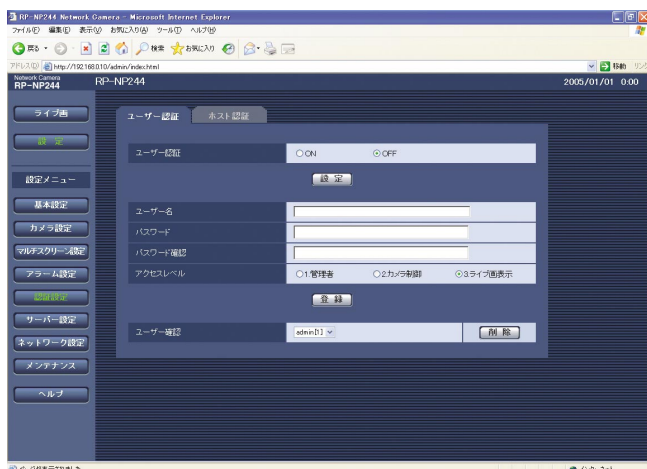 RP-NP244 Network Camera - Microsoft Internet Explorer
ファイル(F) 編集(E) 表示(V) お気に入り(A) ツール(T) ヘルプ(H)
戻る 検索 お気に入り
アドレス(D) http://192.168.0.10/admin/index.html 移動 リンク
Network Camera
RP-NP244
RP-NP244
2005/01/01 0:00
ライブ画
設 定
設定メニュー
基本設定
カメラ設定
マルチスクリーン設定
アラーム設定
認証設定
サーバー設定
ネットワーク設定
メンテナンス
ヘルプ
ユーザー認証 ホスト認証
ユーザー認証 ON OFF
設 定
ユーザー名
パスワード
パスワード確認
アクセスレベル 1.管理者 2.カメラ制御 3.ライブ画表示
登 録
ユーザー確認 admin[1] 削 除